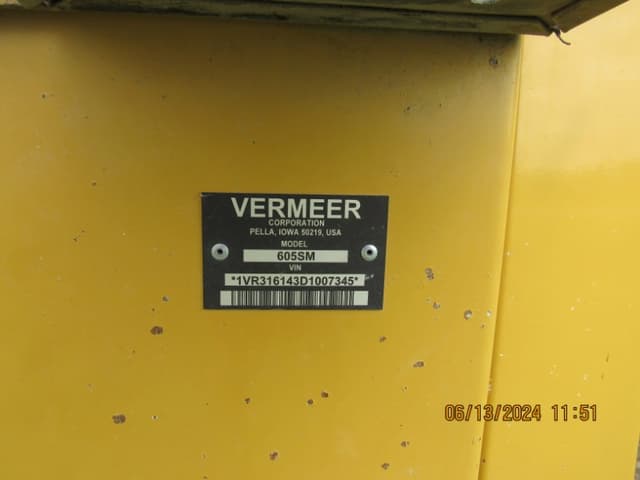 VERMEER
CORPORATION
PELLA, IOWA 50219, USA
MODEL
605SM
VIN
*1VR316143D1007345*
06/13/2024 11:51